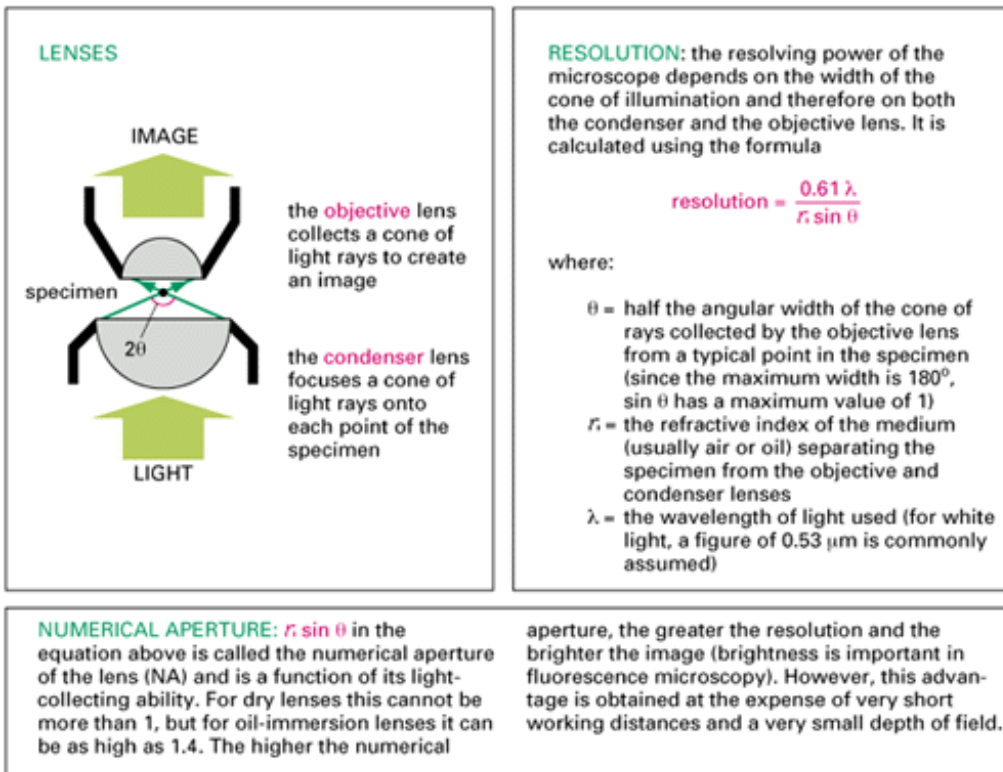 LENSES
IMAGE
the objective lens
collects a cone of
light rays to create
an image
specimen
2θ
the condenser lens
focuses a cone of
light rays onto
each point of the
specimen
LIGHT
RESOLUTION: the resolving power of the
microscope depends on the width of the
cone of illumination and therefore on both
the condenser and the objective lens. It is
calculated using the formula
resolution = 0.61 λ / n sin θ
where:
θ = half the angular width of the cone of
rays collected by the objective lens
from a typical point in the specimen
(since the maximum width is 180°,
sin θ has a maximum value of 1)
n = the refractive index of the medium
(usually air or oil) separating the
specimen from the objective and
condenser lenses
λ = the wavelength of light used (for white
light, a figure of 0.53 μm is commonly
assumed)
NUMERICAL APERTURE: n sin θ in the
equation above is called the numerical aperture
of the lens (NA) and is a function of its light-
collecting ability. For dry lenses this cannot be
more than 1, but for oil-immersion lenses it can
be as high as 1.4. The higher the numerical
aperture, the greater the resolution and the
brighter the image (brightness is important in
fluorescence microscopy). However, this advan-
tage is obtained at the expense of very short
working distances and a very small depth of field.